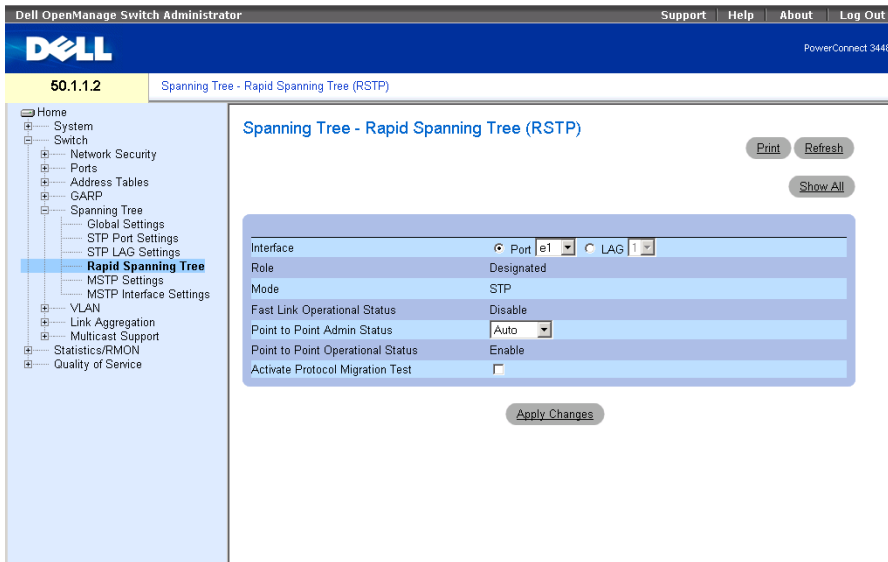 Dell OpenManage Switch Administrator
Support Help About Log Out
DELL
PowerConnect 3448
50.1.1.2
Spanning Tree - Rapid Spanning Tree (RSTP)
Home
System
Switch
Network Security
Ports
Address Tables
GARP
Spanning Tree
Global Settings
STP Port Settings
STP LAG Settings
Rapid Spanning Tree
MSTP Settings
MSTP Interface Settings
VLAN
Link Aggregation
Multicast Support
Statistics/RMON
Quality of Service
Spanning Tree - Rapid Spanning Tree (RSTP)
Print Refresh
Show All
Interface Port e1 LAG 1
Role Designated
Mode STP
Fast Link Operational Status Disable
Point to Point Admin Status Auto
Point to Point Operational Status Enable
Activate Protocol Migration Test
Apply Changes